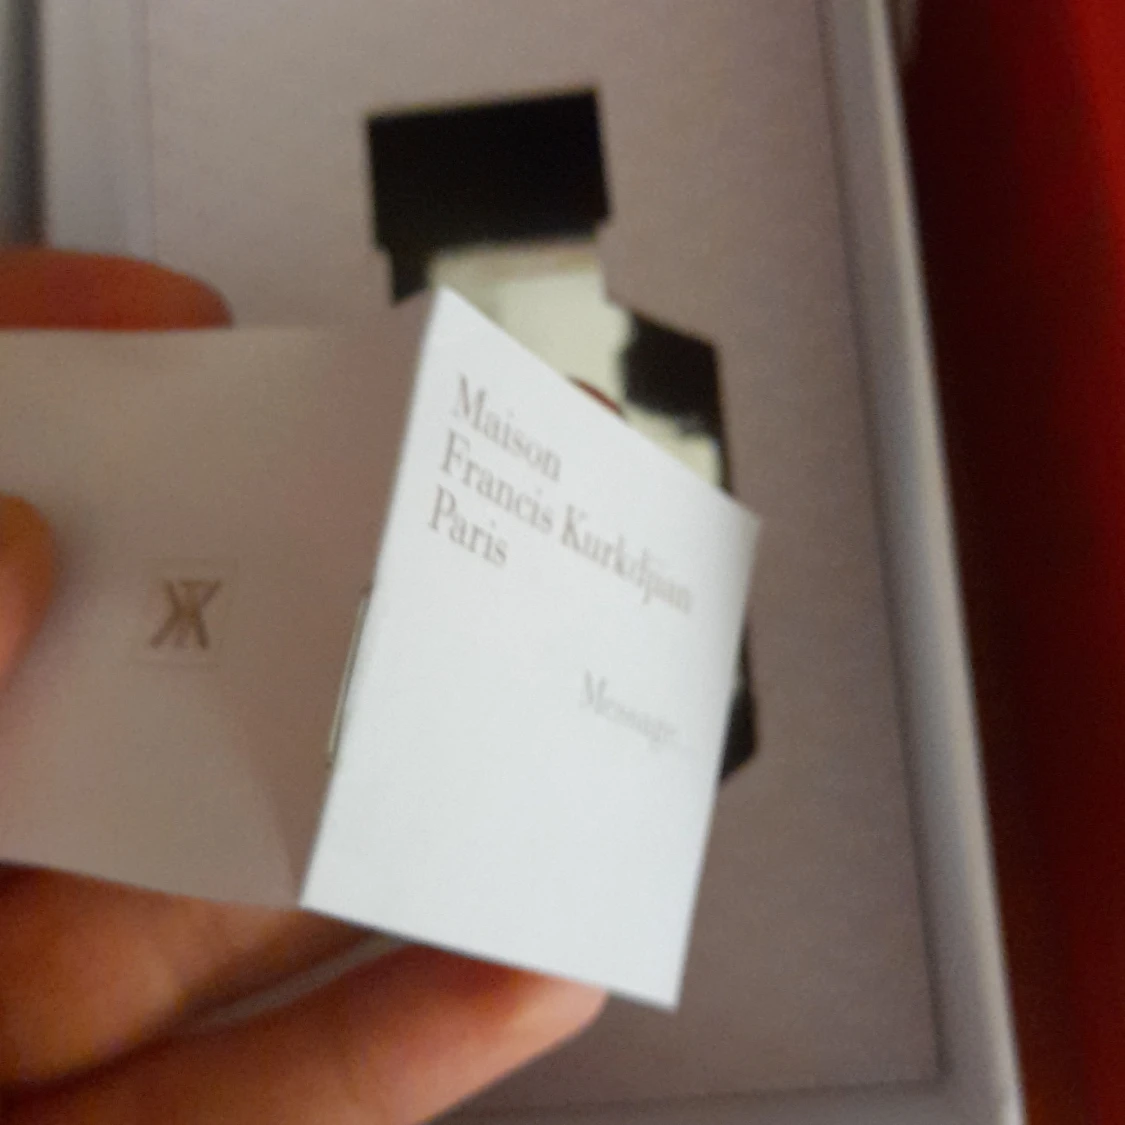 Maison
Francis Kurkdjian
Paris
Message